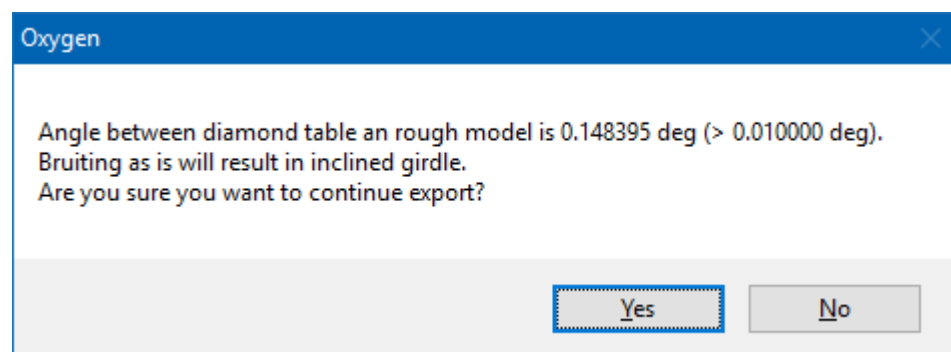 Oxygen
Angle between diamond table an rough model is 0.148395 deg (> 0.010000 deg).
Bruiting as is will result in inclined girdle.
Are you sure you want to continue export?
Yes
No